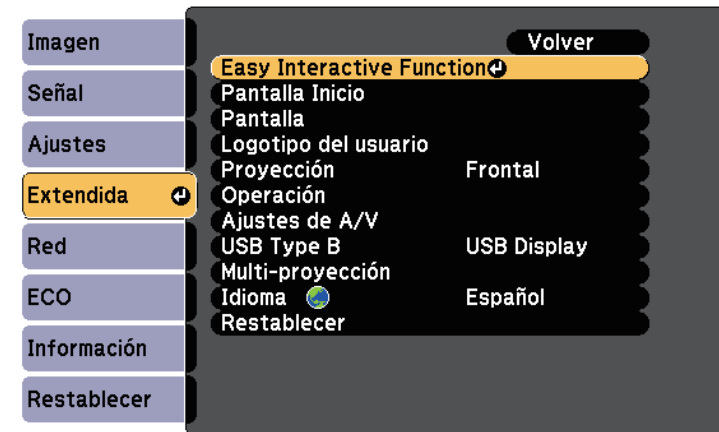 Imagen
Señal
Ajustes
Extendida
Red
ECO
Información
Restablecer
Volver
Easy Interactive Function
Pantalla Inicio
Pantalla
Logotipo del usuario
Proyección Frontal
Operación
Ajustes de A/V
USB Type B USB Display
Multi-proyección
Idioma Español
Restablecer